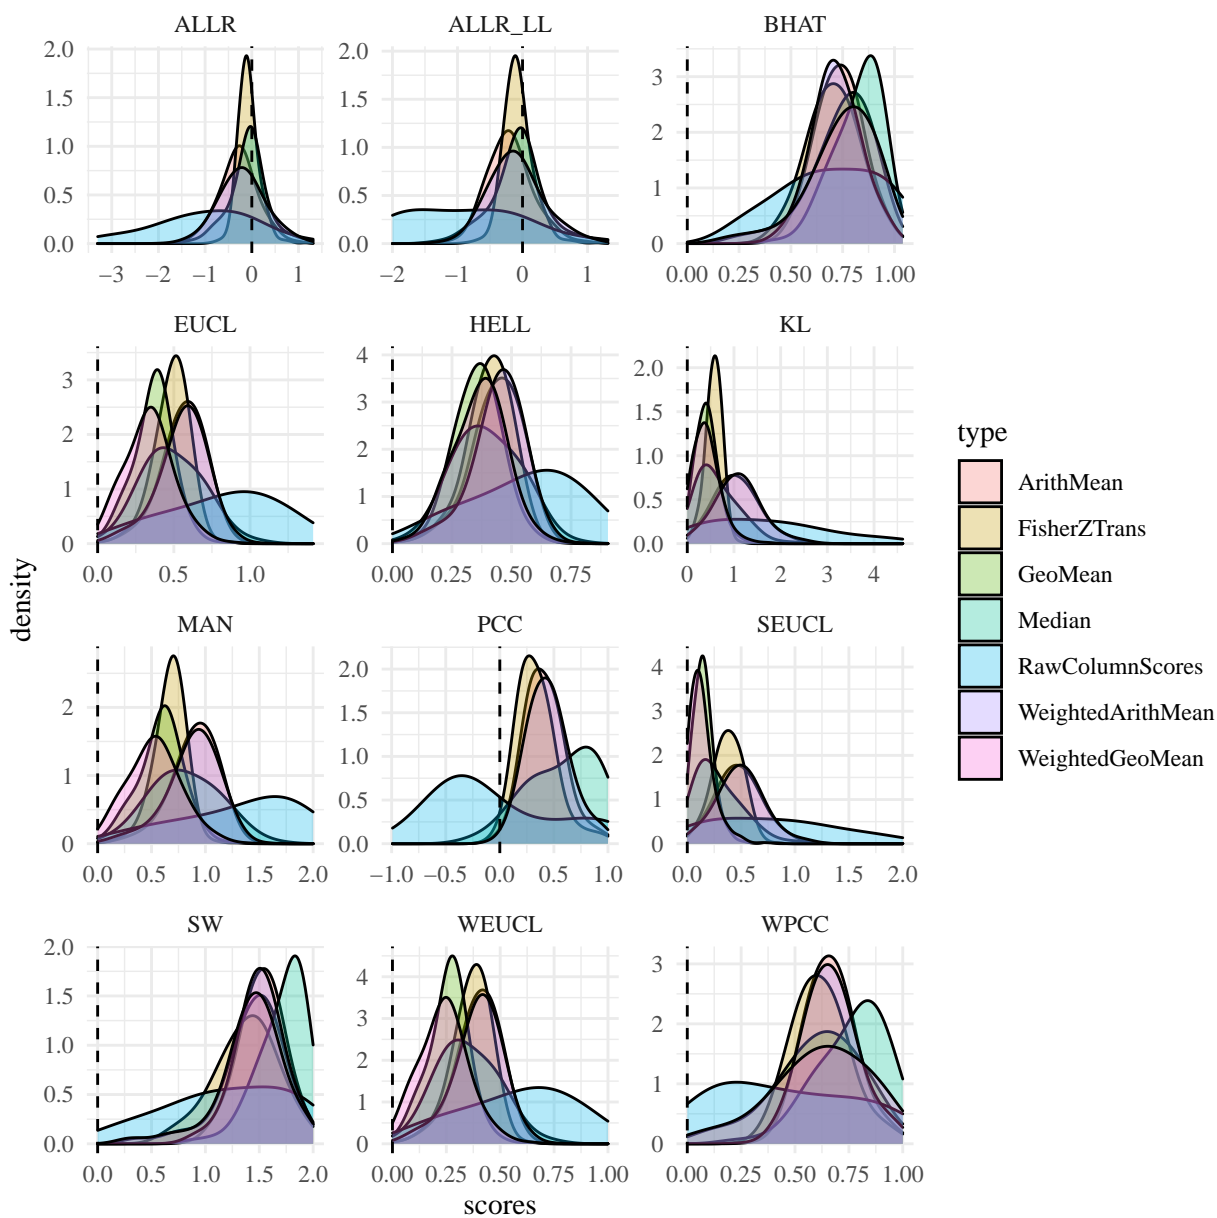 ALLR ALLR_LL BHAT
2.0 1.5 1.0 0.5 0.0
−3 −2 −1 0 1
2.0 1.5 1.0 0.5 0.0
−2 −1 0 1
3 2 1 0
0.00 0.25 0.50 0.75 1.00
EUCL HELL KL
3 2 1 0
0.0 0.5 1.0
4 3 2 1 0
0.00 0.25 0.50 0.75
2.0 1.5 1.0 0.5 0.0
0 1 2 3 4
MAN PCC SEUCL
2 1 0
0.0 0.5 1.0 1.5 2.0
2.0 1.5 1.0 0.5 0.0
−1.0 −0.5 0.0 0.5 1.0
4 3 2 1 0
0.0 0.5 1.0 1.5 2.0
SW WEUCL WPCC
2.0 1.5 1.0 0.5 0.0
0.0 0.5 1.0 1.5 2.0
4 3 2 1 0
0.00 0.25 0.50 0.75 1.00
3 2 1 0
0.00 0.25 0.50 0.75 1.00
density
scores
type
ArithMean
FisherZTrans
GeoMean
Median
RawColumnScores
WeightedArithMean
WeightedGeoMean